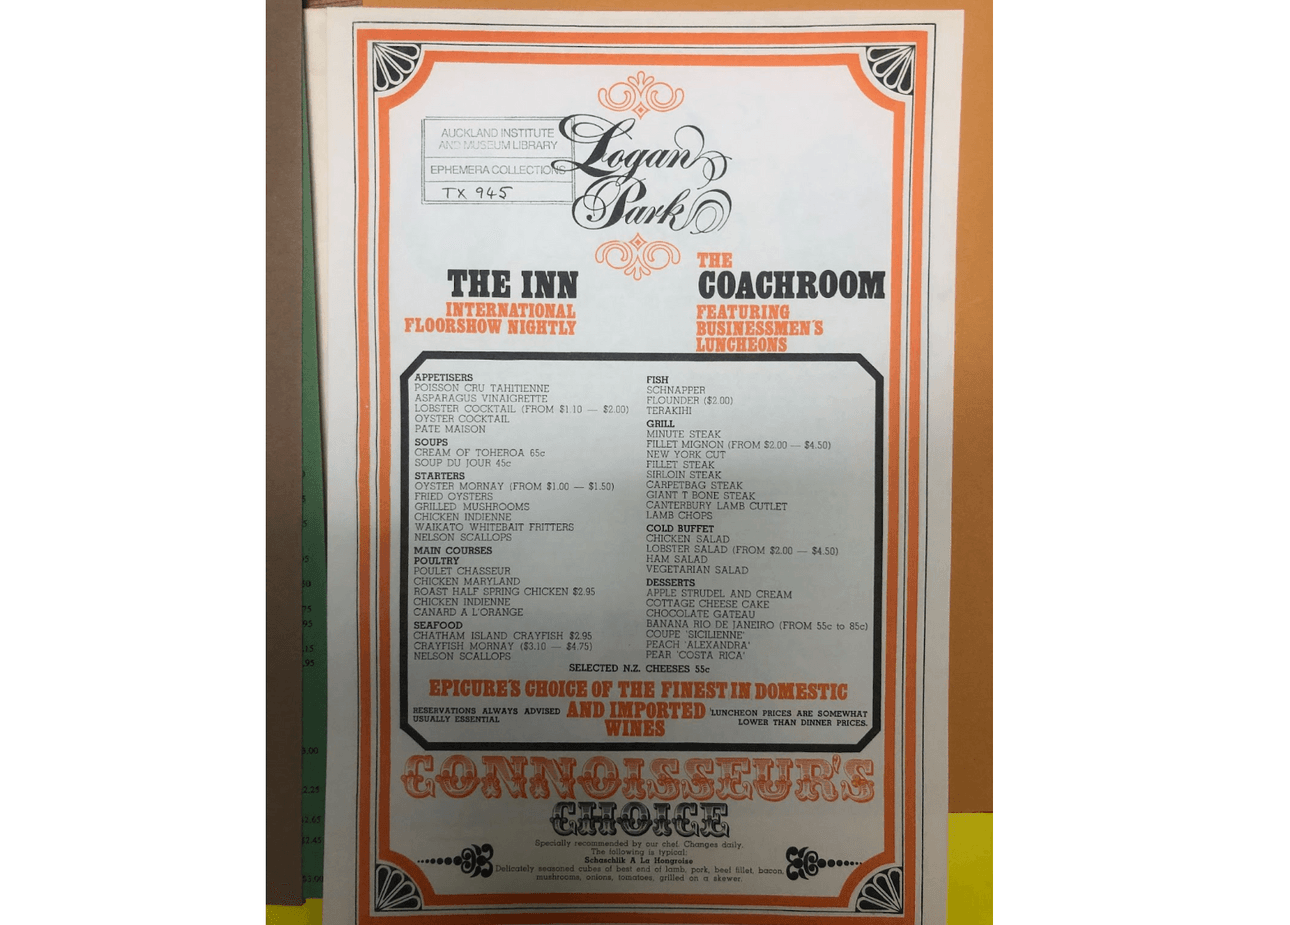 AUCKLAND INSTITUTE
AND MUSEUM LIBRARY
EPHEMERA COLLECTIONS
TX 945
Logan
Park
THE INN
INTERNATIONAL
FLOORSHOW NIGHTLY
THE
COACHROOM
FEATURING
BUSINESSMEN'S
LUNCHEONS
APPETISERS
POISSON CRU TAHITIENNE
ASPARAGUS VINAIGRETTE
LOBSTER COCKTAIL (FROM $1.10 — $2.00)
OYSTER COCKTAIL
PATE MAISON
SOUPS
CREAM OF TOHEROA 65c
SOUP DU JOUR 45c
STARTERS
OYSTER MORNAY (FROM $1.00 — $1.50)
FRIED OYSTERS
GRILLED MUSHROOMS
CHICKEN INDIENNE
WAIKATO WHITEBAIT FRITTERS
NELSON SCALLOPS
MAIN COURSES
POULTRY
POULET CHASSEUR
CHICKEN MARYLAND
ROAST HALF SPRING CHICKEN $2.95
CHICKEN INDIENNE
CANARD A L'ORANGE
SEAFOOD
CHATHAM ISLAND CRAYFISH $2.95
CRAYFISH MORNAY ($3.10 — $4.75)
NELSON SCALLOPS
FISH
SCHNAPPER
FLOUNDER ($2.00)
TERAKIHI
GRILL
MINUTE STEAK
FILLET MIGNON (FROM $2.00 — $4.50)
NEW YORK CUT
FILLET STEAK
SIRLOIN STEAK
CARPETBAG STEAK
GIANT T BONE STEAK
CANTERBURY LAMB CUTLET
LAMB CHOPS
COLD BUFFET
CHICKEN SALAD
LOBSTER SALAD (FROM $2.00 — $4.50)
HAM SALAD
VEGETARIAN SALAD
DESSERTS
APPLE STRUDEL AND CREAM
COTTAGE CHEESE CAKE
CHOCOLATE GATEAU
BANANA RIO DE JANEIRO (FROM 55c to 85c)
COUPE 'SICILIENNE'
PEACH 'ALEXANDRA'
PEAR 'COSTA RICA'
SELECTED N.Z. CHEESES 55c
EPICURE'S CHOICE OF THE FINEST IN DOMESTIC
AND IMPORTED
WINES
RESERVATIONS ALWAYS ADVISED
USUALLY ESSENTIAL
'LUNCHEON PRICES ARE SOMEWHAT
LOWER THAN DINNER PRICES.
CONNOISSEUR'S
CHOICE
Specially recommended by our chef. Changes daily.
The following is typical:
Schaschlik A La Hongroise
Delicately seasoned cubes of best end of lamb, pork, beef fillet, bacon,
mushrooms, onions, tomatoes, grilled on a skewer.